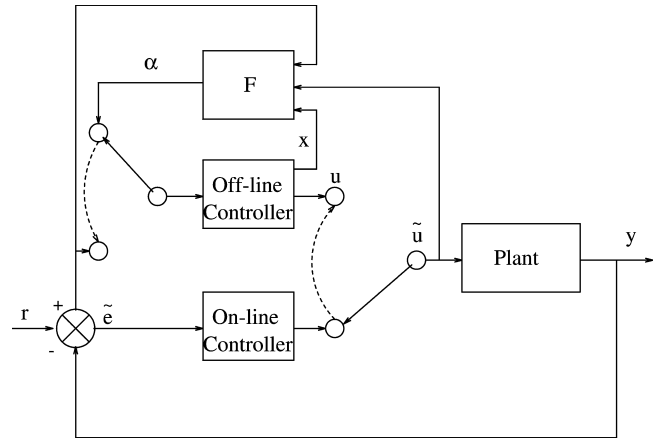 α
F
x
Off-line
Controller
u
ũ
Plant
y
r
+
-
ẽ
On-line
Controller